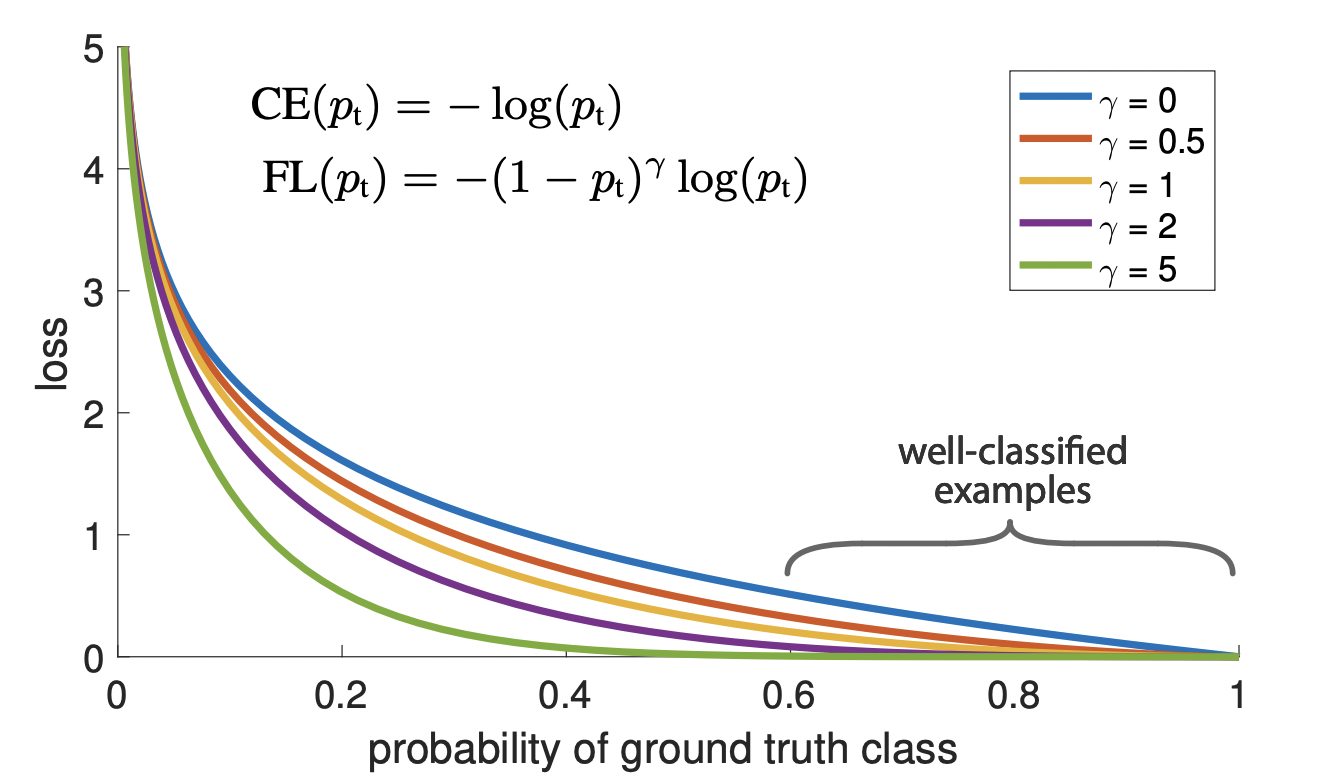 5
4
3
2
1
0
loss
CE(pₜ) = − log(pₜ)
FL(pₜ) = −(1 − pₜ)^γ log(pₜ)
γ = 0
γ = 0.5
γ = 1
γ = 2
γ = 5
well-classified
examples
0 0.2 0.4 0.6 0.8 1
probability of ground truth class